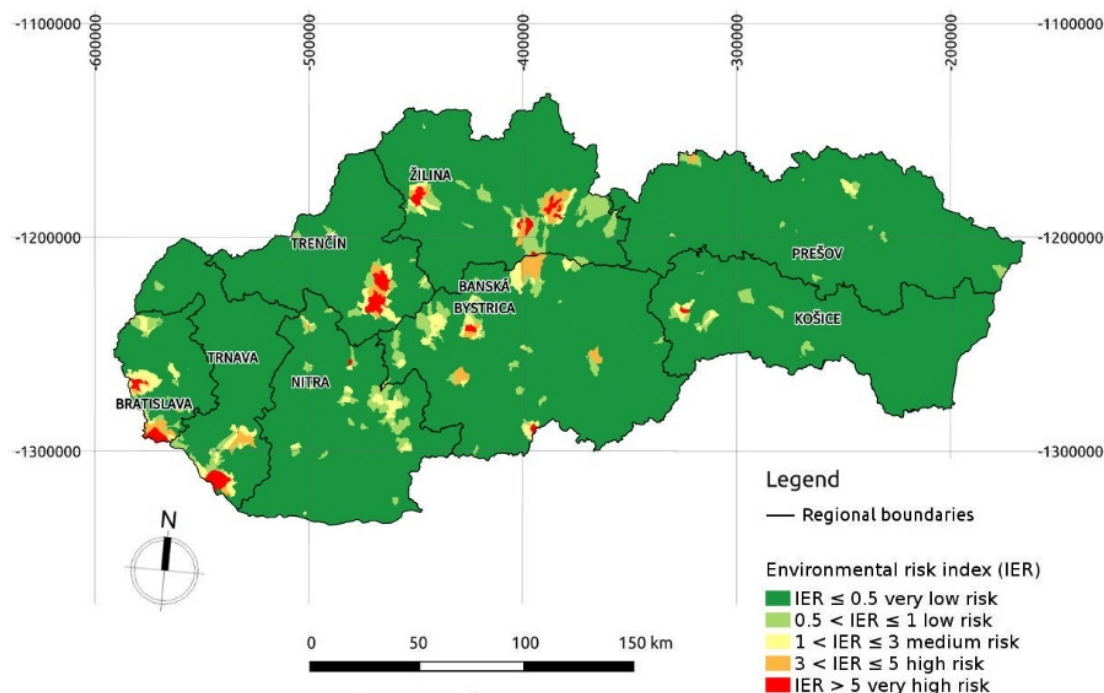 -1100000
-600000
-500000
-400000
-300000
-200000
-1100000
ŽILINA
-1200000
TRENČÍN
PREŠOV
-1200000
BANSKÁ
BYSTRICA
KOŠICE
TRNAVA
NITRA
BRATISLAVA
-1300000
-1300000
Legend
Regional boundaries
N
Environmental risk index (IER)
IER ≤ 0.5 very low risk
0.5 < IER ≤ 1 low risk
1 < IER ≤ 3 medium risk
3 < IER ≤ 5 high risk
IER > 5 very high risk
0 50 100 150 km